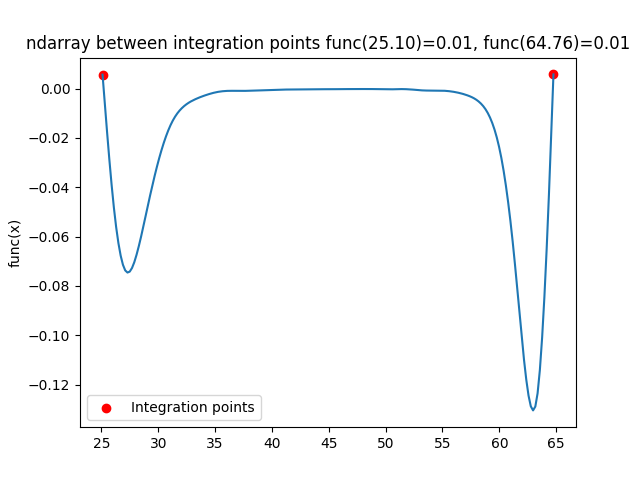 ndarray between integration points func(25.10)=0.01, func(64.76)=0.01
func(x)
0.00
−0.02
−0.04
−0.06
−0.08
−0.10
−0.12
Integration points
25 30 35 40 45 50 55 60 65